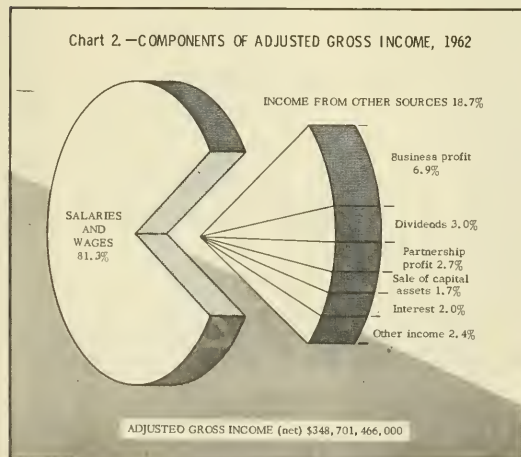 Chart 2.—COMPONENTS OF ADJUSTED GROSS INCOME, 1962
INCOME FROM OTHER SOURCES 18.7%
Business profit
6.9%
SALARIES
AND
WAGES
81.3%
Dividends 3.0%
Partnership
profit 2.7%
Sale of capital
assets 1.7%
Interest 2.0%
Other income 2.4%
ADJUSTED GROSS INCOME (net) $348,701,466,000